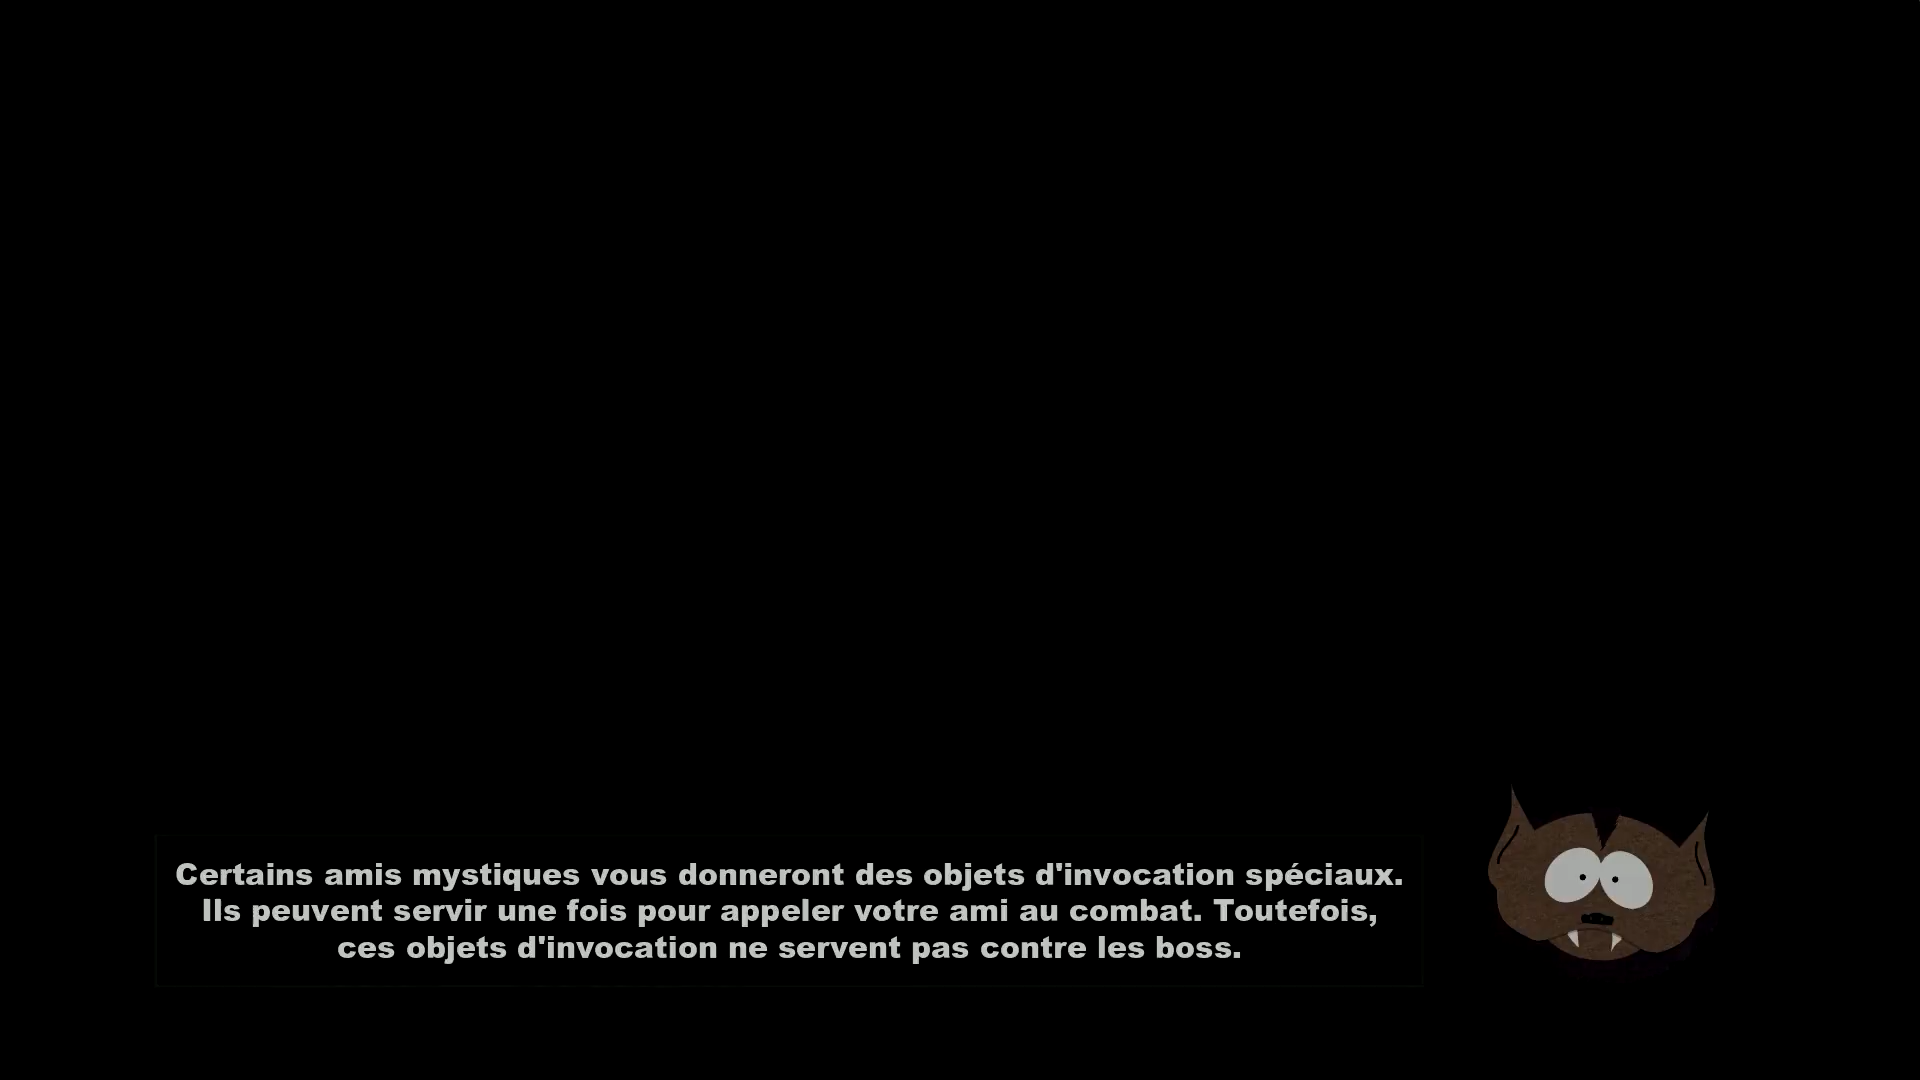 Certains amis mystiques vous donneront des objets d'invocation spéciaux.
Ils peuvent servir une fois pour appeler votre ami au combat. Toutefois,
ces objets d'invocation ne servent pas contre les boss.